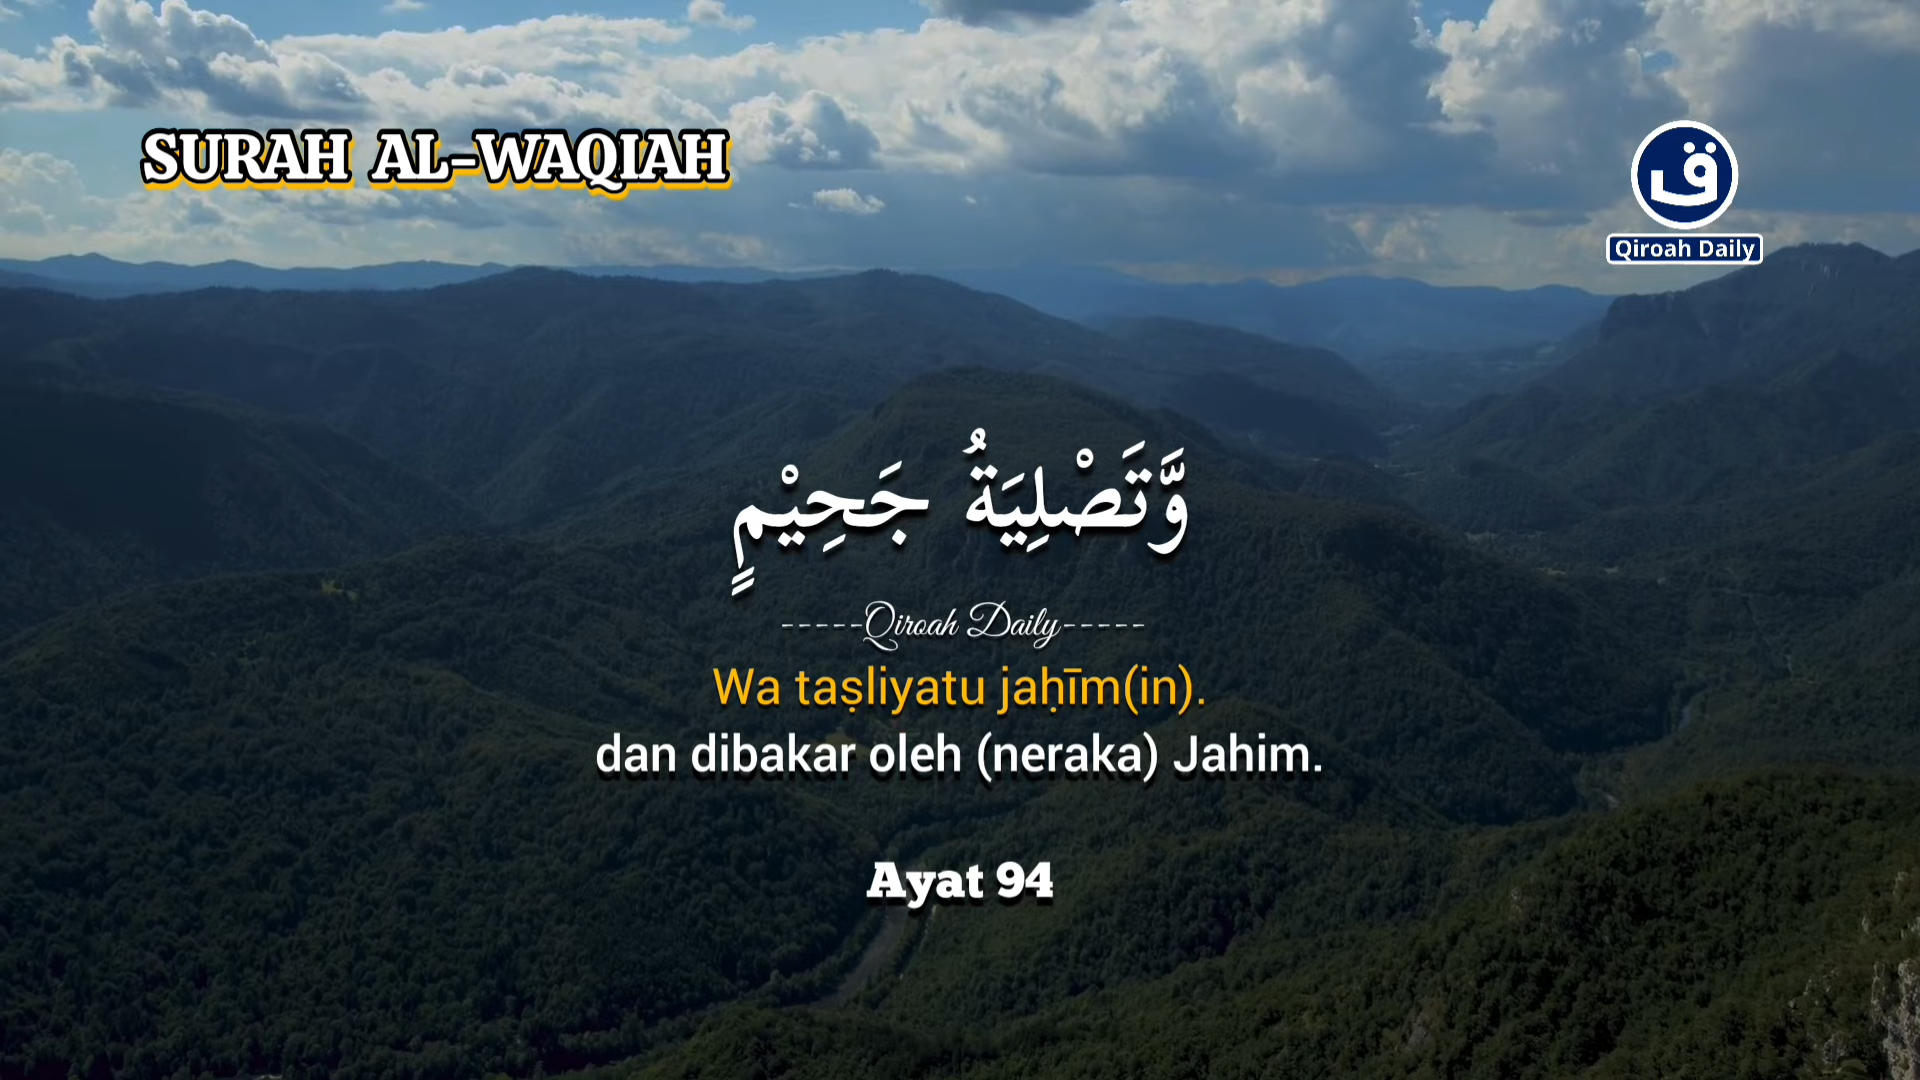 SURAH AL-WAQIAH
ق
Qiroah Daily
وَّتَصْلِيَةُ جَحِيْمٍ
-----Qiroah Daily-----
Wa taṣliyatu jaḥīm(in).
dan dibakar oleh (neraka) Jahim.
Ayat 94